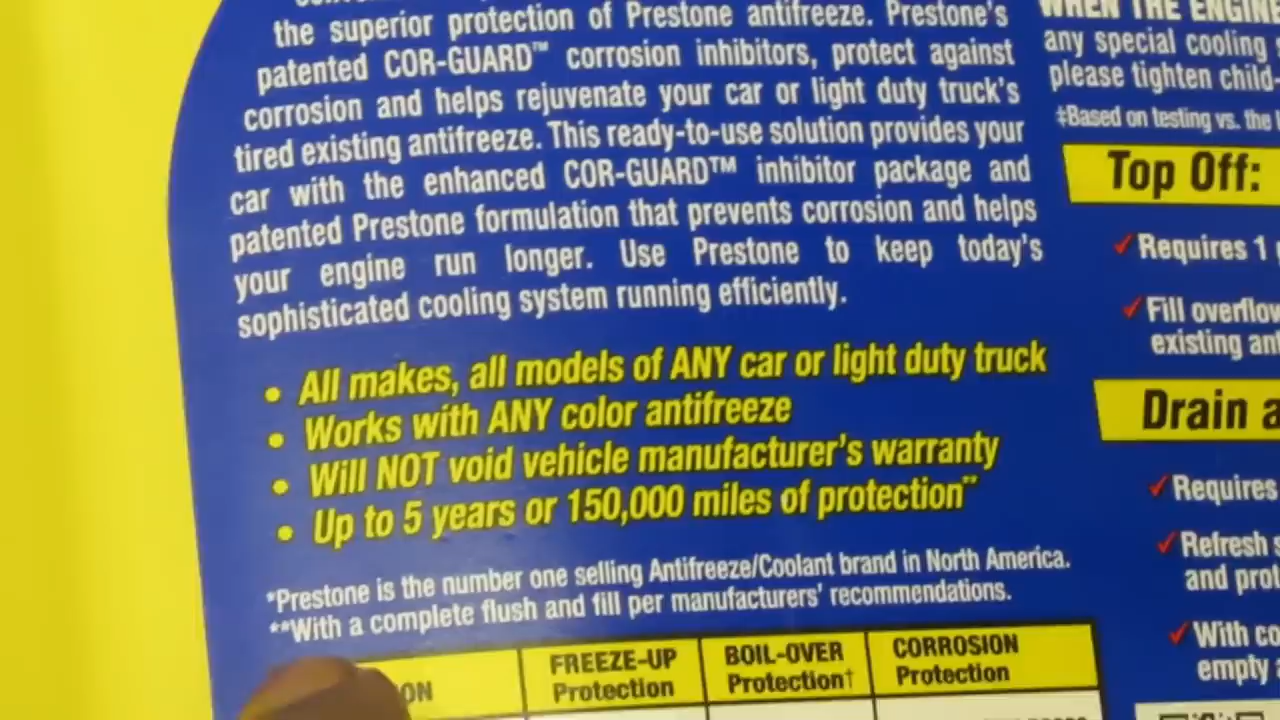 the superior protection of Prestone antifreeze. Prestone's
patented COR-GUARD™ corrosion inhibitors, protect against
corrosion and helps rejuvenate your car or light duty truck's
tired existing antifreeze. This ready-to-use solution provides your
car with the enhanced COR-GUARD™ inhibitor package and
patented Prestone formulation that prevents corrosion and helps
your engine run longer. Use Prestone to keep today's
sophisticated cooling system running efficiently.
• All makes, all models of ANY car or light duty truck
• Works with ANY color antifreeze
• Will NOT void vehicle manufacturer's warranty
• Up to 5 years or 150,000 miles of protection**
*Prestone is the number one selling Antifreeze/Coolant brand in North America.
**With a complete flush and fill per manufacturers' recommendations.
ON
FREEZE-UP
Protection
BOIL-OVER
Protection†
CORROSION
Protection
WHEN THE ENGINE
any special cooling
please tighten child-
‡Based on testing vs. the
Top Off:
✓ Requires 1
✓ Fill overflow
existing
Drain a
✓ Requires
✓ Refresh
and
✓ With
empty